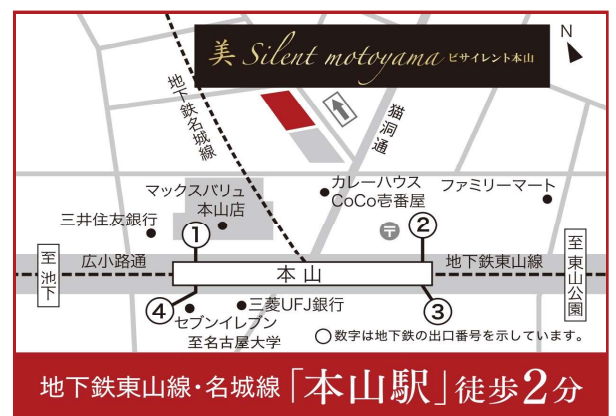 美 Silent motoyama ビサイレント本山
N
地下鉄名城線
猫洞通
マックスバリュ
本山店
カレーハウス
CoCo壱番屋
ファミリーマート
三井住友銀行
①
②
〒
至池下
広小路通
本山
地下鉄東山線
至東山公園
④
三菱UFJ銀行
③
セブンイレブン
至名古屋大学
○数字は地下鉄の出口番号を示しています。
地下鉄東山線・名城線「本山駅」徒歩2分